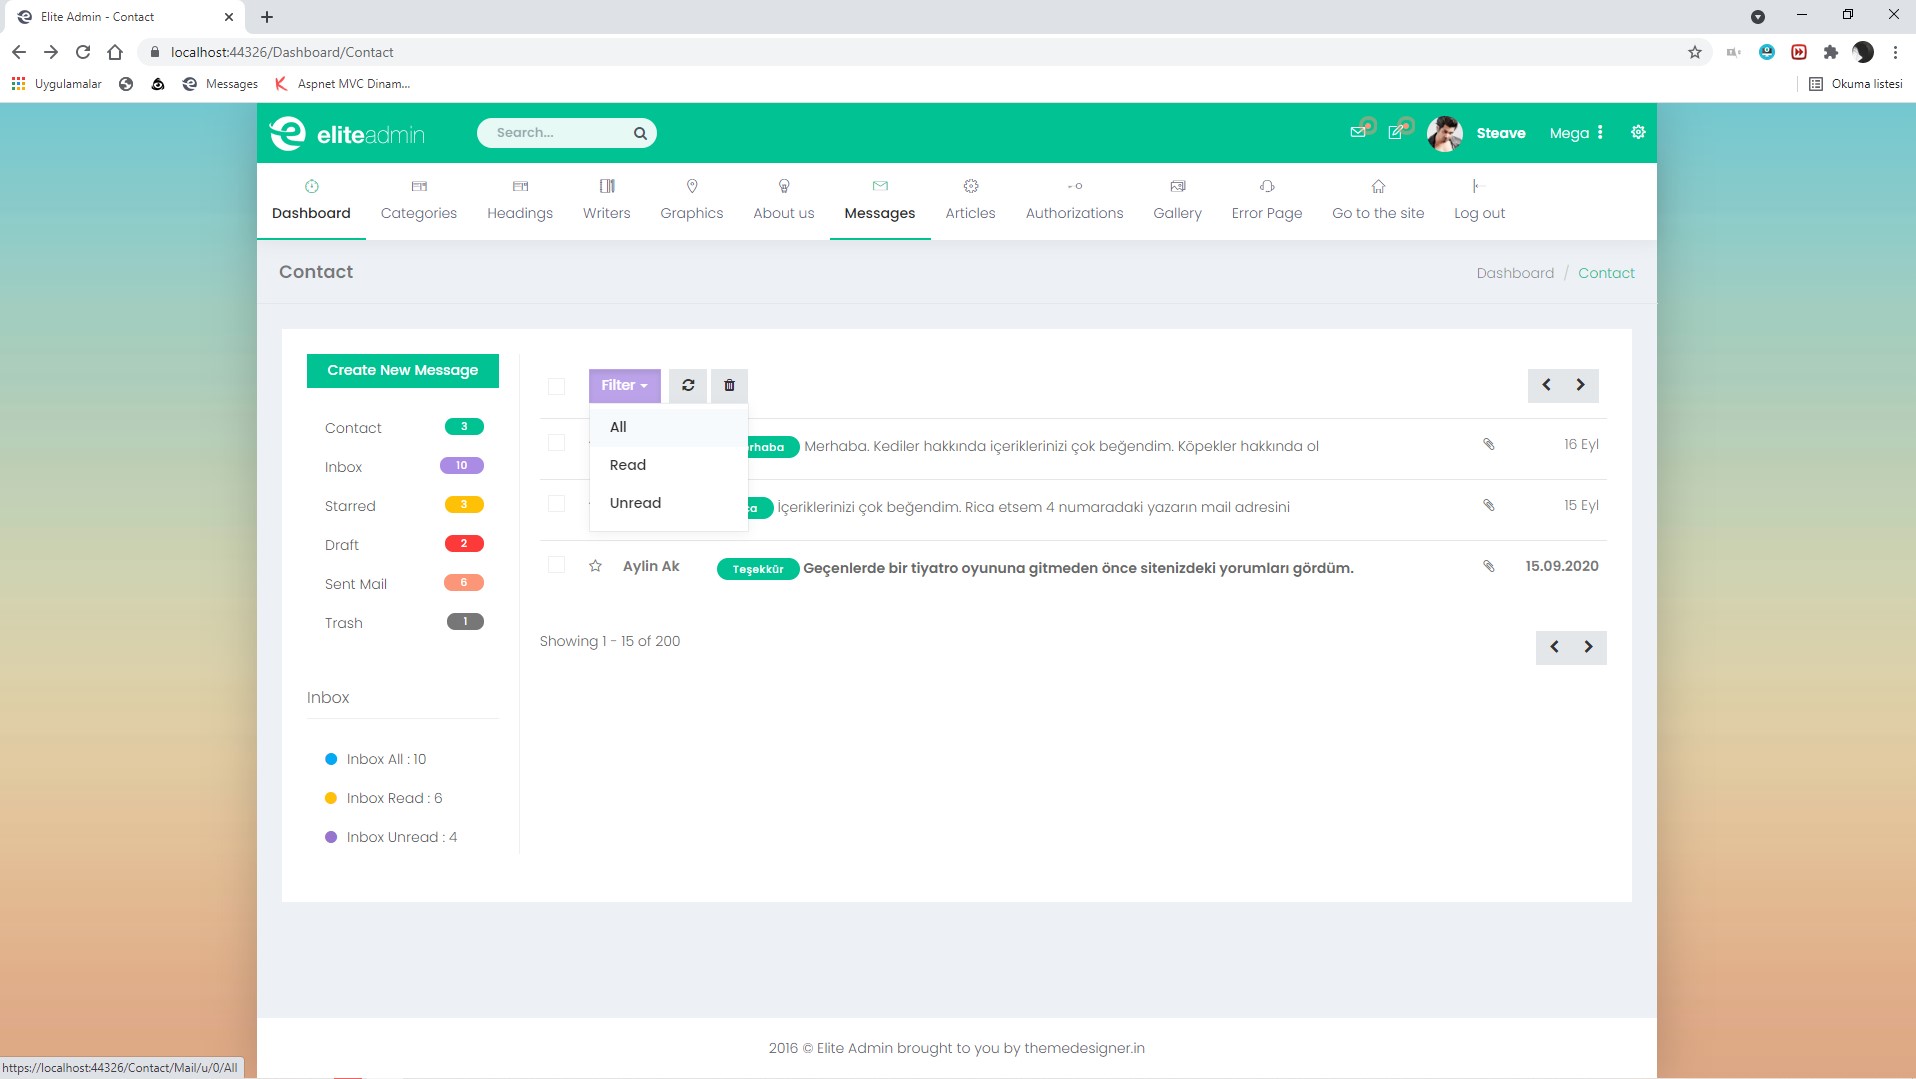 Elite Admin - Contact
localhost:44326/Dashboard/Contact
Uygulamalar
Messages
Aspnet MVC Dinam...
Okuma listesi
eliteadmin
Search...
Steave
Mega
Dashboard
Categories
Headings
Writers
Graphics
About us
Messages
Articles
Authorizations
Gallery
Error Page
Go to the site
Log out
Contact
Dashboard / Contact
Create New Message
Contact 3
Inbox 10
Starred 3
Draft 2
Sent Mail 6
Trash 1
Inbox
Inbox All : 10
Inbox Read : 6
Inbox Unread : 4
Filter
All
Read
Unread
Merhaba. Kediler hakkında içeriklerinizi çok beğendim. Köpekler hakkında ol
16 Eyl
İçeriklerinizi çok beğendim. Rica etsem 4 numaradaki yazarın mail adresini
15 Eyl
Aylin Ak
Teşekkür
Geçenlerde bir tiyatro oyununa gitmeden önce sitenizdeki yorumları gördüm.
15.09.2020
Showing 1 - 15 of 200
2016 © Elite Admin brought to you by themedesigner.in
https://localhost:44326/Contact/Mail/u/0/All